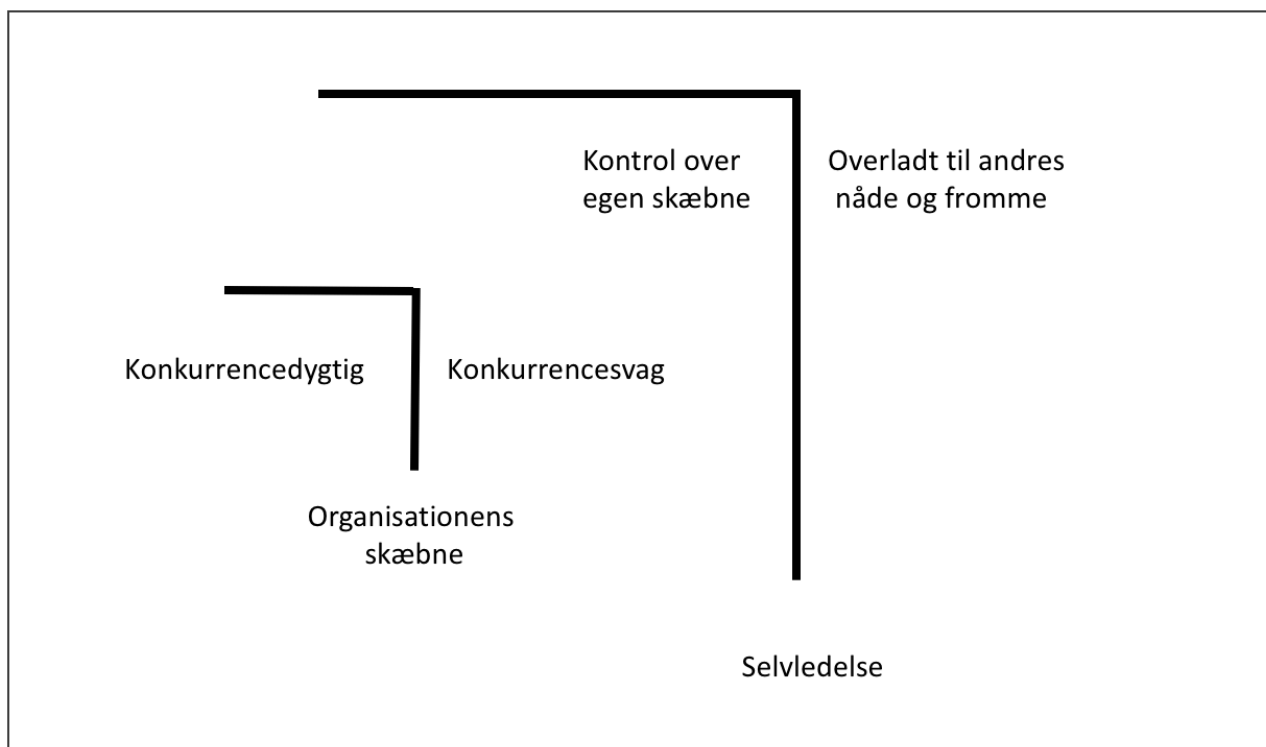 Kontrol over
egen skæbne
Overladt til andres
nåde og fromme
Konkurrencedygtig
Konkurrencesvag
Organisationens
skæbne
Selvledelse